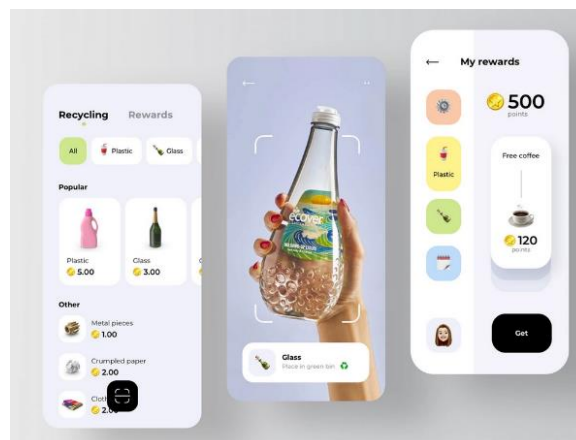 Recycling Rewards
All Plastic Glass
Popular
Plastic Glass
5.00 3.00
Other
Metal pieces
1.00
Crumpled paper
2.00
ecover
Glass
Place in green bin
My rewards
500
points
Plastic
Free coffee
120
points
Get